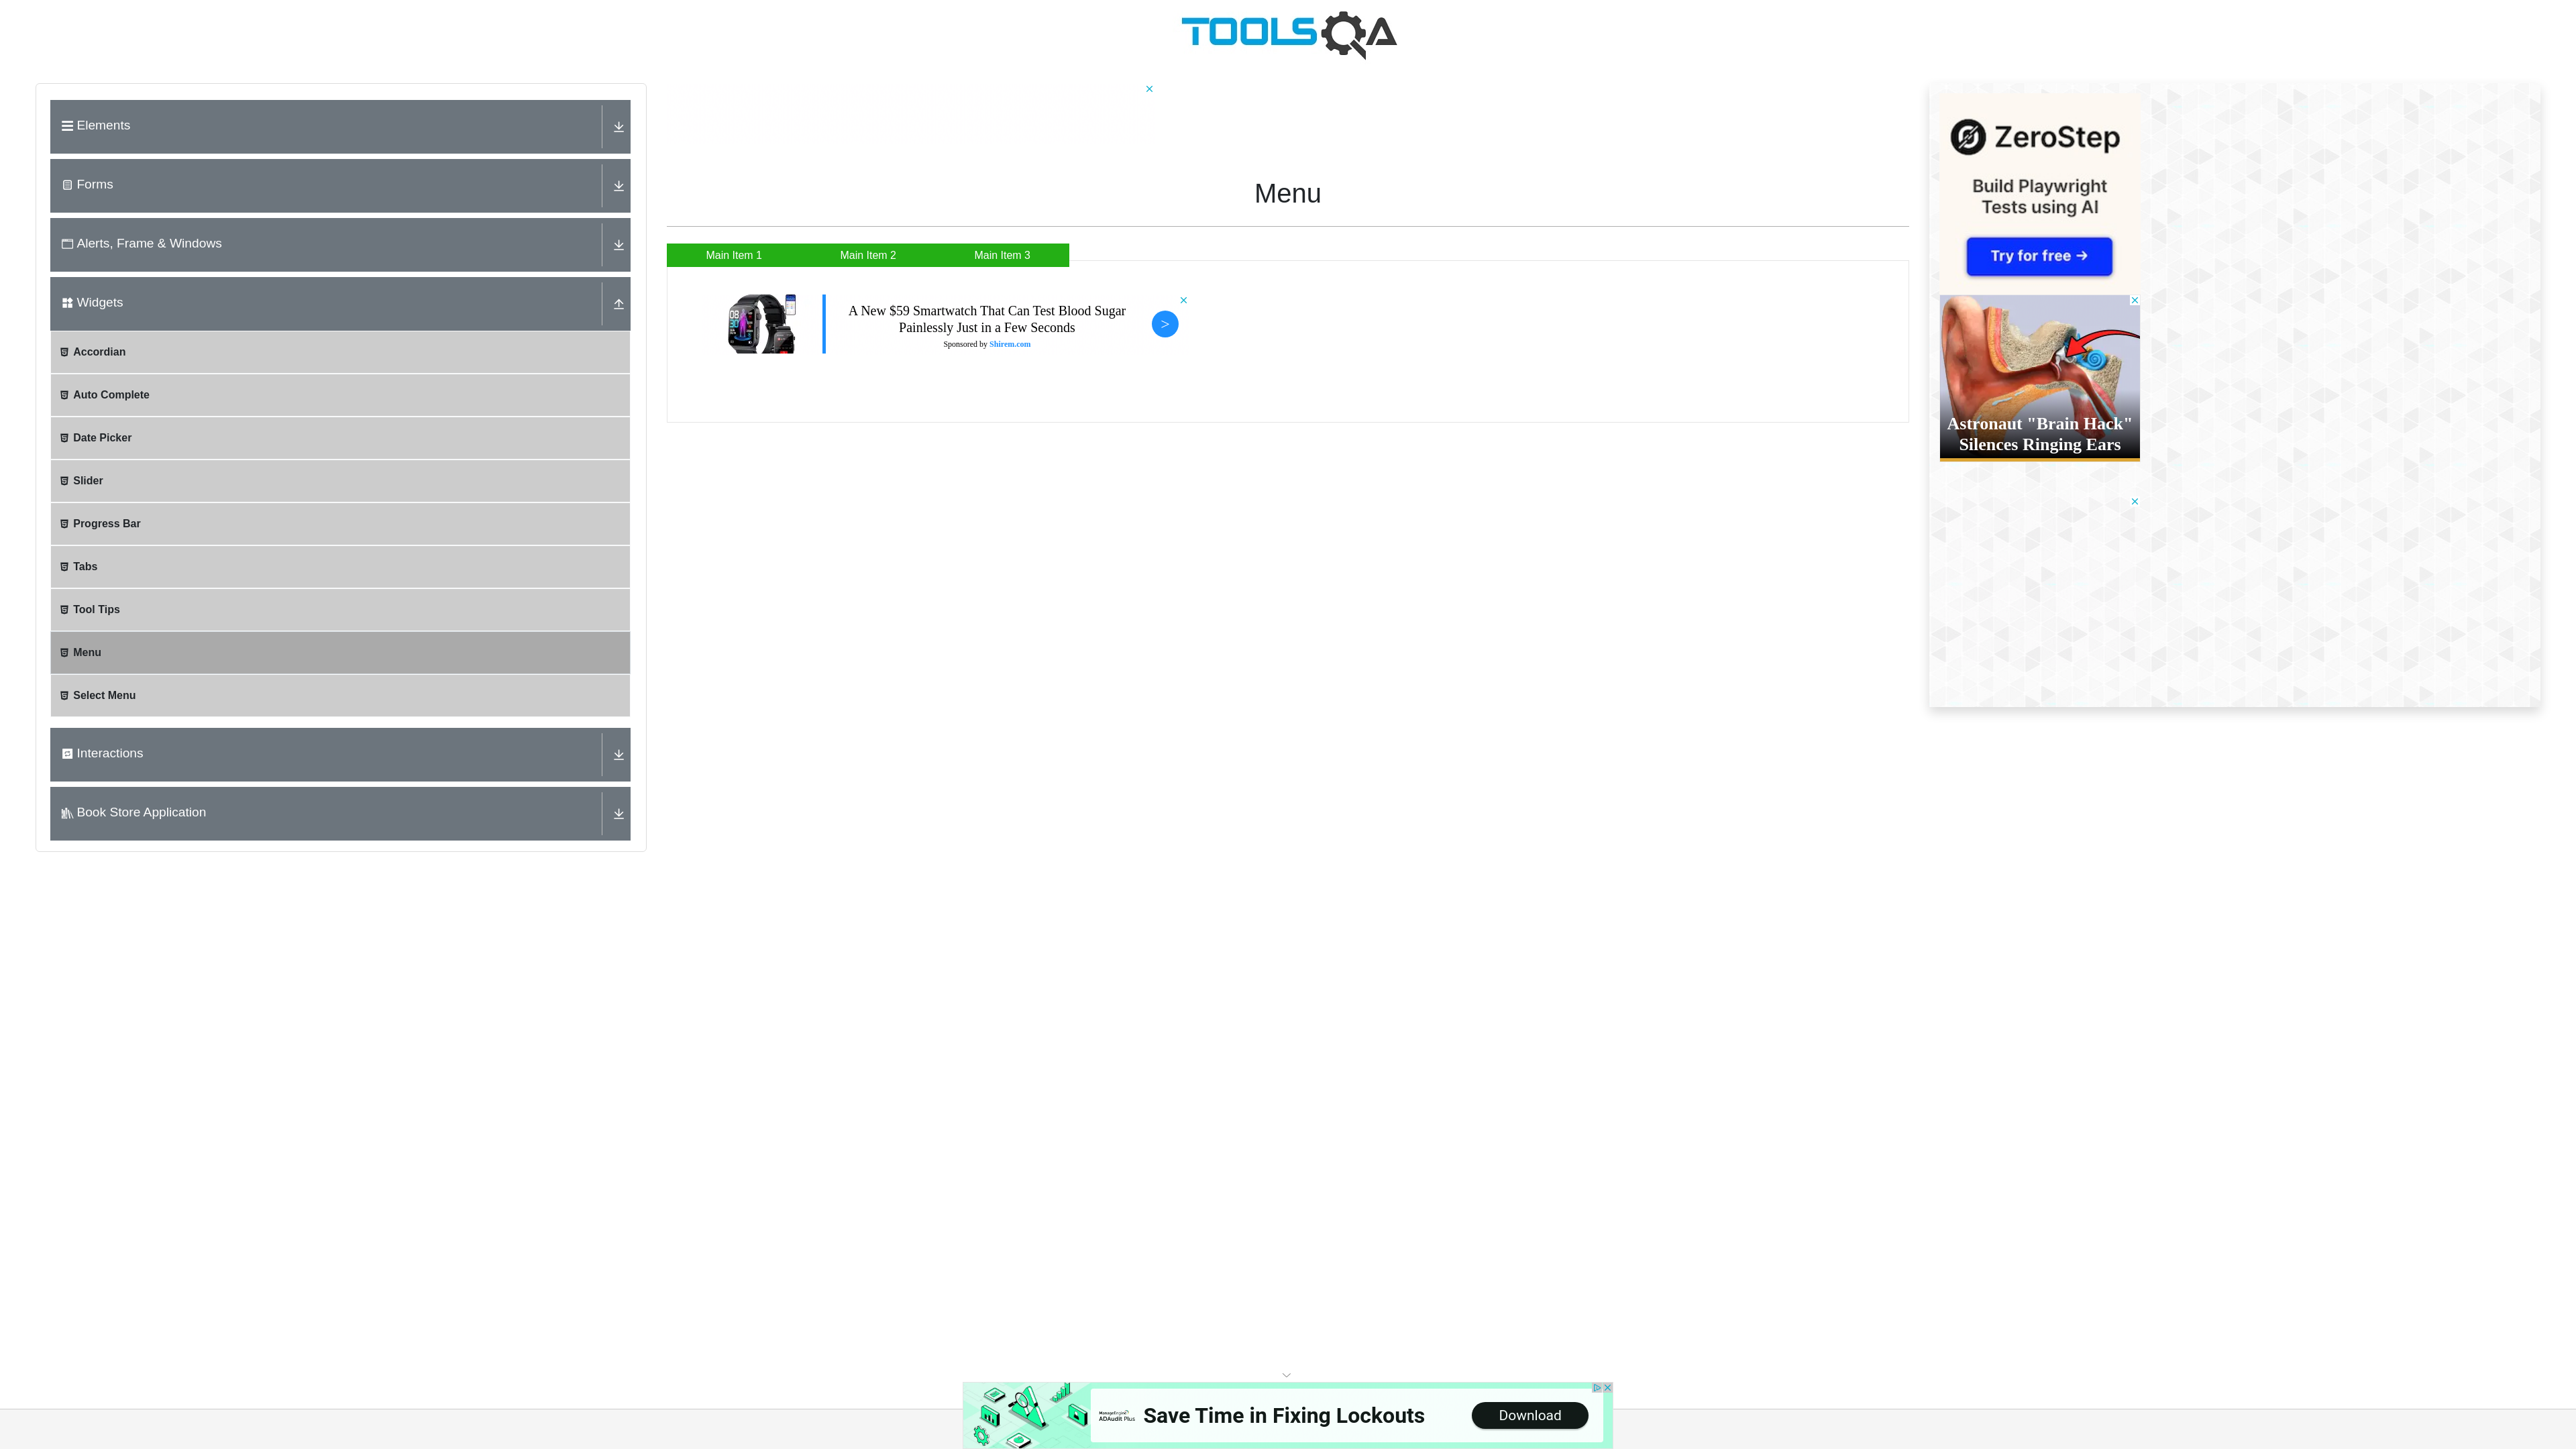 TOOLSQA
Elements
Forms
Alerts, Frame & Windows
Widgets
Accordian
Auto Complete
Date Picker
Slider
Progress Bar
Tabs
Tool Tips
Menu
Select Menu
Interactions
Book Store Application
Menu
Main Item 1
Main Item 2
Main Item 3
A New $59 Smartwatch That Can Test Blood Sugar
Painlessly Just in a Few Seconds
Sponsored by Shirem.com
>
ZeroStep
Build Playwright
Tests using AI
Try for free →
Astronaut "Brain Hack"
Silences Ringing Ears
ManageEngine
ADAudit Plus
Save Time in Fixing Lockouts
Download